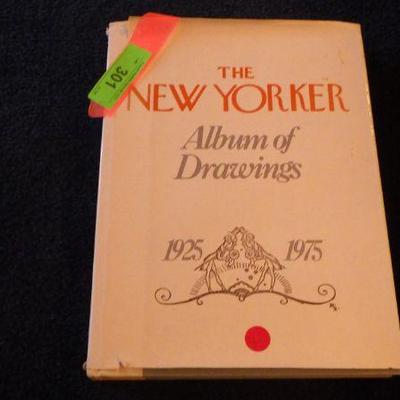 301
THE
NEW YORKER
Album of
Drawings
1925 1975